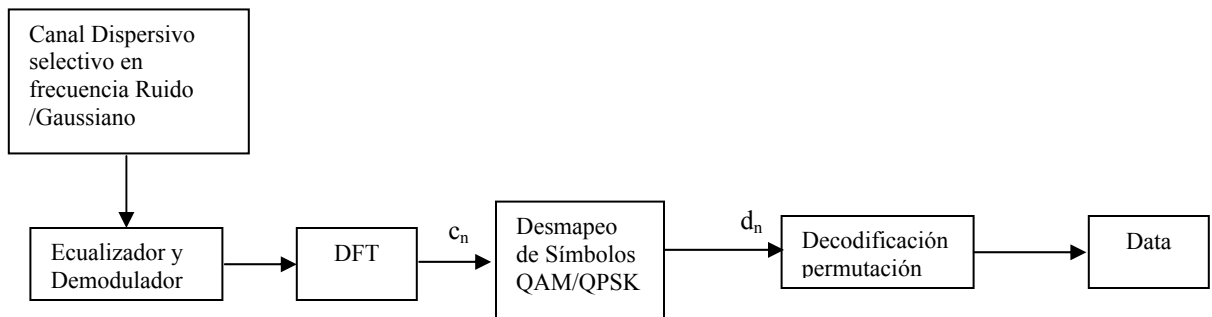 Canal Dispersivo
selectivo en
frecuencia Ruido
/Gaussiano
Ecualizador y
Demodulador
DFT
cn
Desmapeo
de Símbolos
QAM/QPSK
dn
Decodificación
permutación
Data